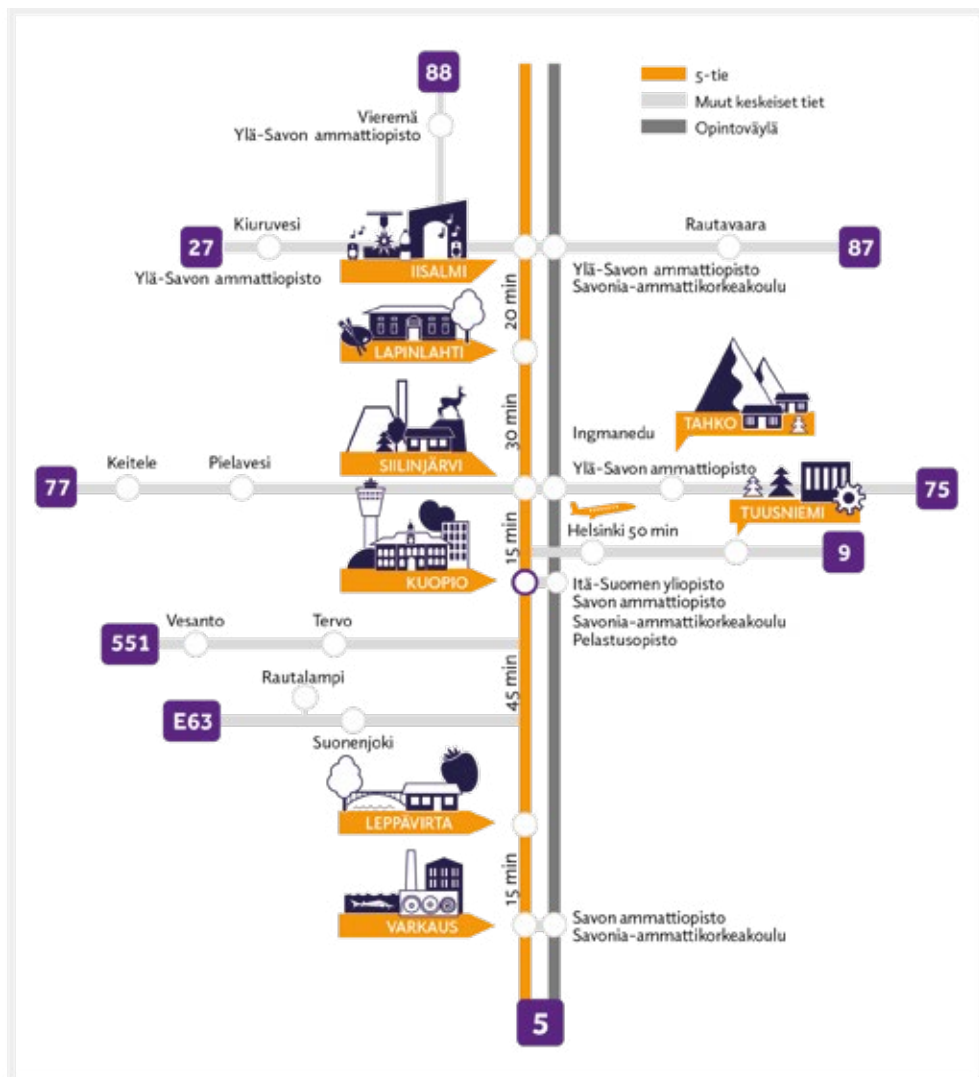 88
5-tie
Muut keskeiset tiet
Opintoväylä
Vieremä
Ylä-Savon ammattiopisto
Kiuruvesi
27
Ylä-Savon ammattiopisto
IISALMI
Rautavaara
87
Ylä-Savon ammattiopisto
Savonia-ammattikorkeakoulu
20 min
LAPINLAHTI
30 min
SIILINJÄRVI
TAHKO
Ingmanedu
Ylä-Savon ammattiopisto
77
Keitele
Pielavesi
75
TUUSNIEMI
15 min
Helsinki 50 min
9
KUOPIO
Itä-Suomen yliopisto
Savon ammattiopisto
Savonia-ammattikorkeakoulu
Pelastusopisto
551
Vesanto
Tervo
45 min
Rautalampi
E63
Suonenjoki
LEPPÄVIRTA
15 min
VARKAUS
Savon ammattiopisto
Savonia-ammattikorkeakoulu
5